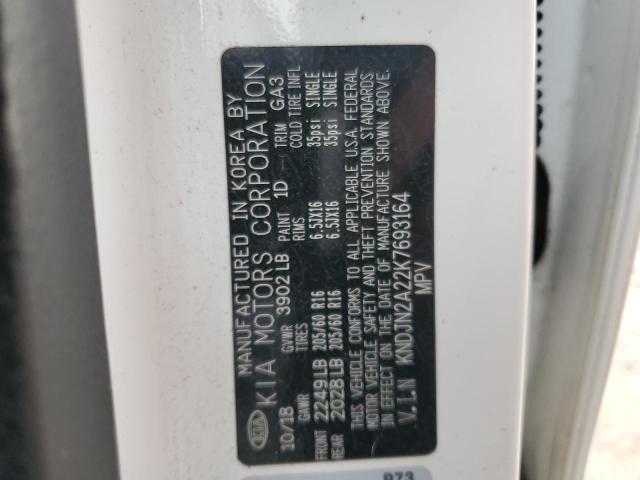 MANUFACTURED IN KOREA BY
KIA KIA MOTORS CORPORATION
10/18 GVWR 3902 LB PAINT 1D TRIM GA3
GAWR TIRES RIMS COLD TIRE INFL
FRONT 2249 LB 205/60 R16 6.5JX16 35psi SINGLE
REAR 2028 LB 205/60 R16 6.5JX16 35psi SINGLE
THIS VEHICLE CONFORMS TO ALL APPLICABLE U.S.A. FEDERAL
MOTOR VEHICLE SAFETY AND THEFT PREVENTION STANDARDS
IN EFFECT ON THE DATE OF MANUFACTURE SHOWN ABOVE.
V.I.N KNDJN2A22K7693164
MPV
P73